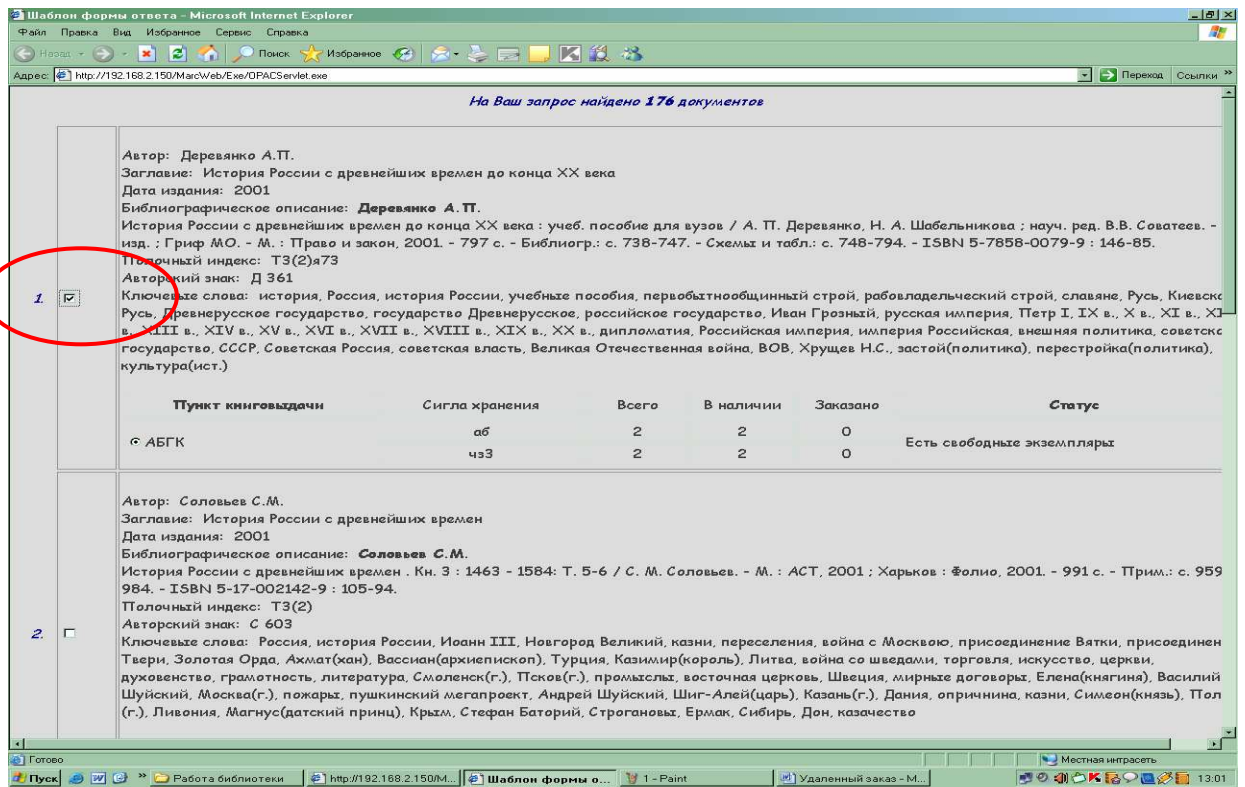 Шаблон формы ответа - Microsoft Internet Explorer
Файл Правка Вид Избранное Сервис Справка
Назад Поиск Избранное
Адрес: http://192.168.2.150/MarcWeb/Exe/OPACServlet.exe Переход Ссылки »
На Ваш запрос найдено 176 документов
Автор: Деревянко А.П.
Заглавие: История России с древнейших времен до конца XX века
Дата издания: 2001
Библиографическое описание: Деревянко А.П.
История России с древнейших времен до конца XX века : учеб. пособие для вузов / А. П. Деревянко, Н. А. Шабельникова ; науч. ред. В.В. Соватеев. -
изд. ; Гриф МО. - М. : Право и закон, 2001. - 797 с. - Библиогр.: с. 738-747. - Схемы и табл.: с. 748-794. - ISBN 5-7858-0079-9 : 146-85.
Полочный индекс: Т3(2)я73
Авторский знак: Д 361
1. Ключевые слова: история, Россия, история России, учебные пособия, первобытнообщинный строй, рабовладельческий строй, славяне, Русь, Киевско
Русь, Древнерусское государство, государство Древнерусское, российское государство, Иван Грозный, русская империя, Петр I, IX в., X в., XI в., XI
в., XIII в., XIV в., XV в., XVI в., XVII в., XVIII в., XIX в., XX в., дипломатия, Российская империя, империя Российская, внешняя политика, советско
государство, СССР, Советская Россия, советская власть, Великая Отечественная война, ВОВ, Хрущев Н.С., застой(политика), перестройка(политика),
культура(ист.)
Пункт книговыдачи Сигла хранения Всего В наличии Заказано Статус
аб 2 2 0
АБГК Есть свободные экземпляры
чз3 2 2 0
Автор: Соловьев С.М.
Заглавие: История России с древнейших времен
Дата издания: 2001
Библиографическое описание: Соловьев С.М.
История России с древнейших времен . Кн. 3 : 1463 - 1584: Т. 5-6 / С. М. Соловьев. - М. : АСТ, 2001 ; Харьков : Фолио, 2001. - 991 с. - Прим.: с. 959
984. - ISBN 5-17-002142-9 : 105-94.
Полочный индекс: Т3(2)
Авторский знак: С 603
2. Ключевые слова: Россия, история России, Иоанн III, Новгород Великий, казни, переселения, война с Москвою, присоединение Вятки, присоединен
Твери, Золотая Орда, Ахмат(хан), Вассиан(архиепископ), Турция, Казимир(король), Литва, война со шведами, торговля, искусство, церкви,
духовенство, грамотность, литература, Смоленск(г.), Псков(г.), промыслы, восточная церковь, Швеция, мирные договоры, Елена(княгиня), Василий
Шуйский, Москва(г.), пожары, пушкинский мегапроект, Андрей Шуйский, Шиг-Алей(царь), Казань(г.), Дания, опричнина, казни, Симеон(князь), Пол
(г.), Ливония, Магнус(датский принц), Крым, Стефан Баторий, Строгановы, Ермак, Сибирь, Дон, казачество
Готово Местная интрасеть
Пуск » Работа библиотеки http://192.168.2.150/M... Шаблон формы о... 1 - Paint Удаленный заказ - M... 13:01